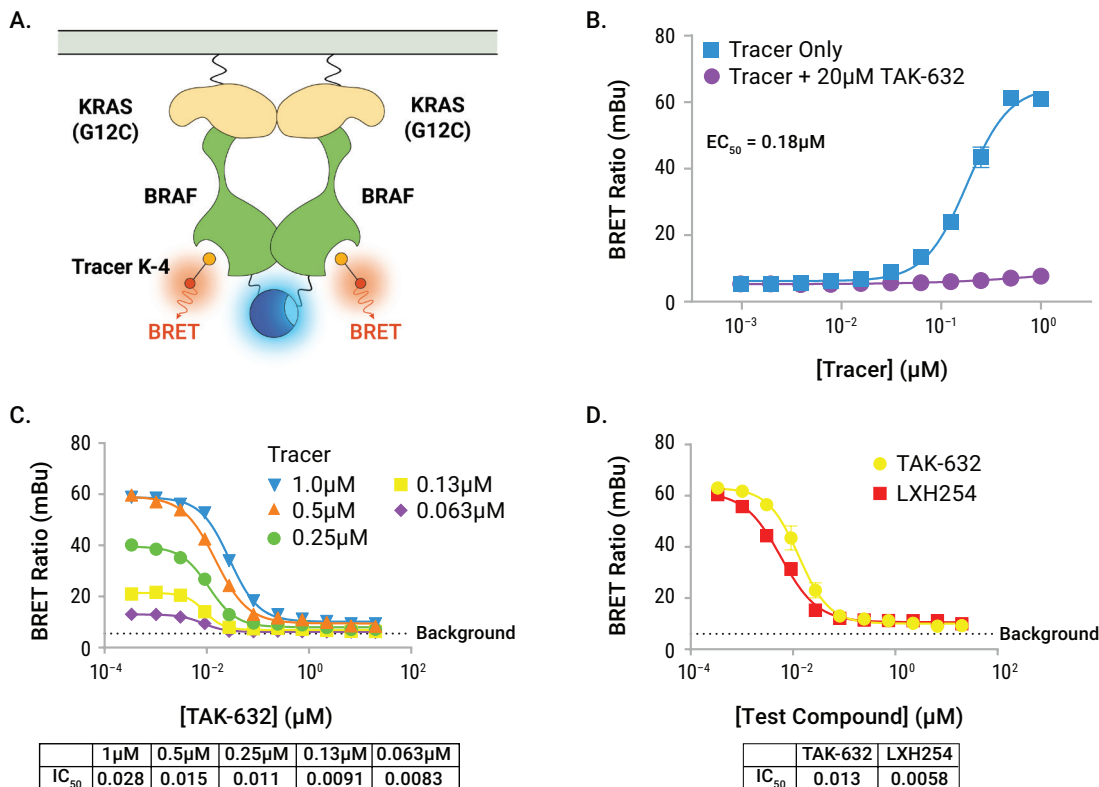 A.
KRAS
(G12C)
KRAS
(G12C)
BRAF
BRAF
Tracer K-4
BRET
BRET
B.
80
60
40
20
0
BRET Ratio (mBu)
Tracer Only
Tracer + 20µM TAK-632
EC50 = 0.18µM
10⁻³
10⁻²
10⁻¹
10⁰
[Tracer] (µM)
C.
80
60
40
20
0
BRET Ratio (mBu)
Tracer
1.0µM
0.5µM
0.25µM
0.13µM
0.063µM
Background
10⁻⁴
10⁻²
10⁰
10²
[TAK-632] (µM)
1µM 0.5µM 0.25µM 0.13µM 0.063µM
IC50 0.028 0.015 0.011 0.0091 0.0083
D.
80
60
40
20
0
BRET Ratio (mBu)
TAK-632
LXH254
Background
10⁻⁴
10⁻²
10⁰
10²
[Test Compound] (µM)
TAK-632 LXH254
IC50 0.013 0.0058